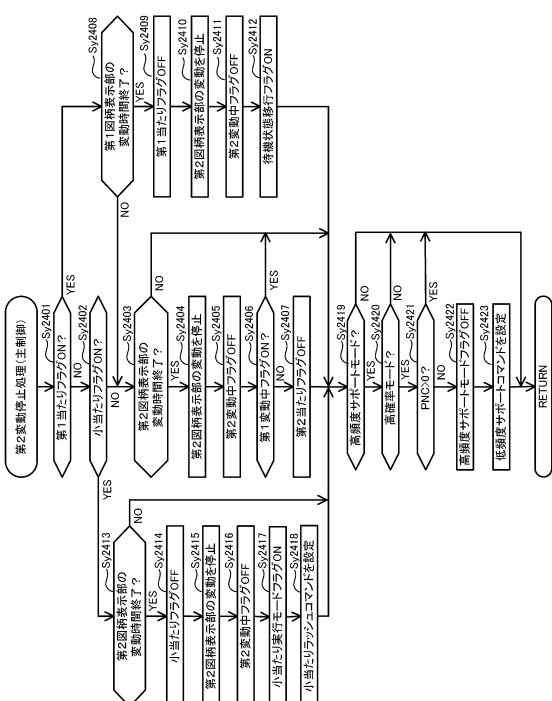 第2変動停止処理(主制御)
Sy2401
第1当たりフラグON?
YES
NO
Sy2402
小当たりフラグON?
YES
NO
Sy2408
第1図柄表示部の
変動時間終了?
NO
YES
Sy2409
第1当たりフラグOFF
Sy2410
第2図柄表示部の変動を停止
Sy2411
第2変動中フラグOFF
Sy2412
待機状態移行フラグON
Sy2403
第2図柄表示部の
変動時間終了?
NO
YES
Sy2404
第2図柄表示部の変動を停止
Sy2405
第2変動中フラグOFF
Sy2406
第1変動中フラグON?
YES
NO
Sy2407
第2当たりフラグOFF
Sy2413
第2図柄表示部の
変動時間終了?
NO
YES
Sy2414
小当たりフラグOFF
Sy2415
第2図柄表示部の変動を停止
Sy2416
第2変動中フラグOFF
Sy2417
小当たり実行モードフラグON
Sy2418
小当たりラッシュコマンドを設定
Sy2419
高頻度サポートモード?
NO
YES
Sy2420
高確率モード?
NO
YES
Sy2421
PNC>0?
YES
NO
Sy2422
高頻度サポートモードフラグOFF
Sy2423
低頻度サポートコマンドを設定
RETURN